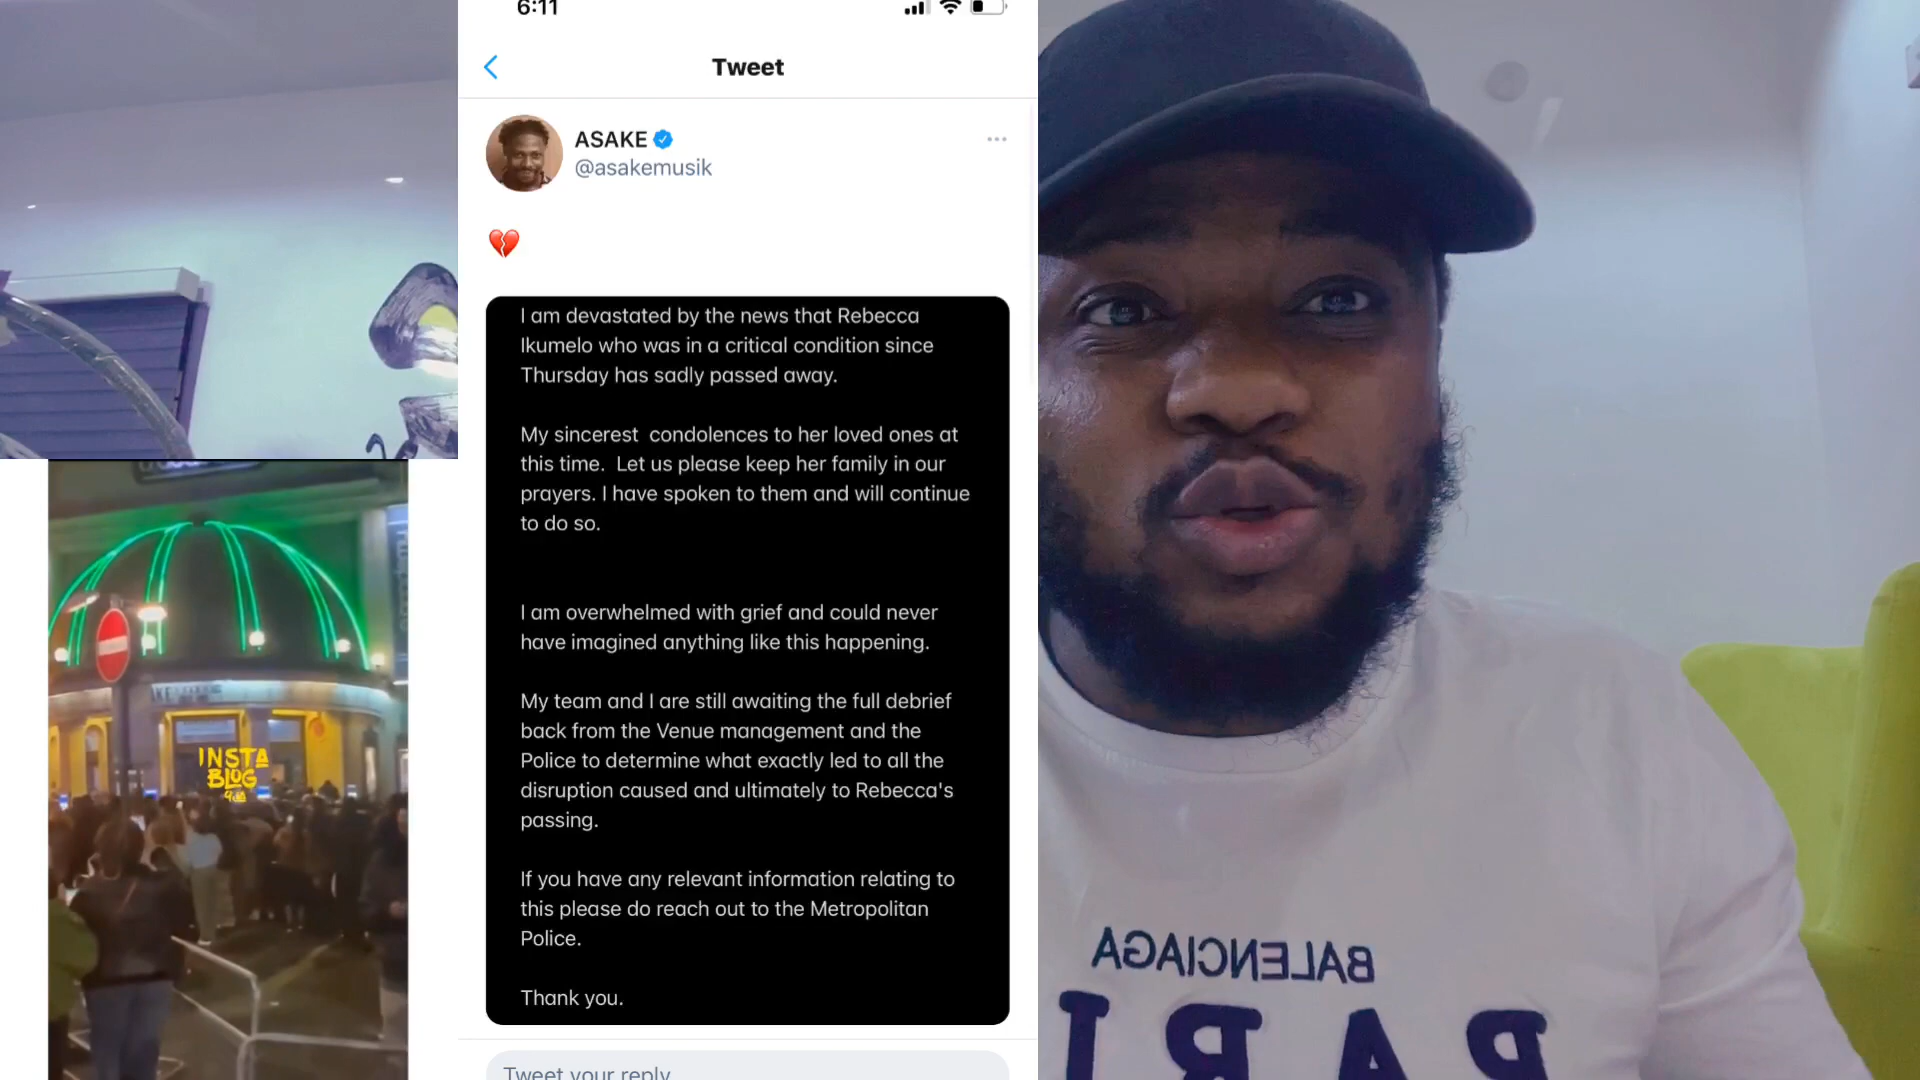 6:11
Tweet
ASAKE
@asakemusik
💔
I am devastated by the news that Rebecca
Ikumelo who was in a critical condition since
Thursday has sadly passed away.
My sincerest  condolences to her loved ones at
this time.  Let us please keep her family in our
prayers. I have spoken to them and will continue
to do so.
I am overwhelmed with grief and could never
have imagined anything like this happening.
My team and I are still awaiting the full debrief
back from the Venue management and the
Police to determine what exactly led to all the
disruption caused and ultimately to Rebecca's
passing.
If you have any relevant information relating to
this please do reach out to the Metropolitan
Police.
Thank you.
Tweet your reply
INSTA
BLOG
9JA
BALENCIAGA
PARI